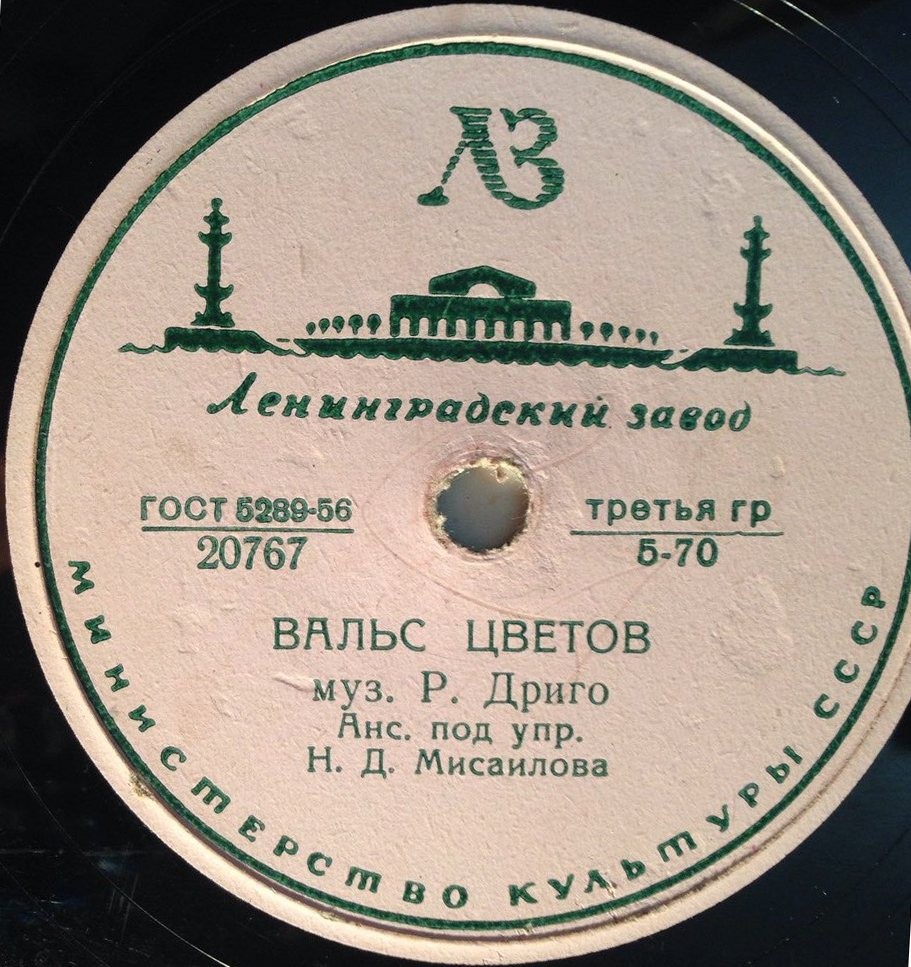 ЛЗ
Ленинградский завод
ГОСТ 5289-56
20767
третья гр
5-70
ВАЛЬС ЦВЕТОВ
муз. Р. Дриго
Анс. под упр.
Н. Д. Мисаилова
МИНИСТЕРСТВО КУЛЬТУРЫ СССР